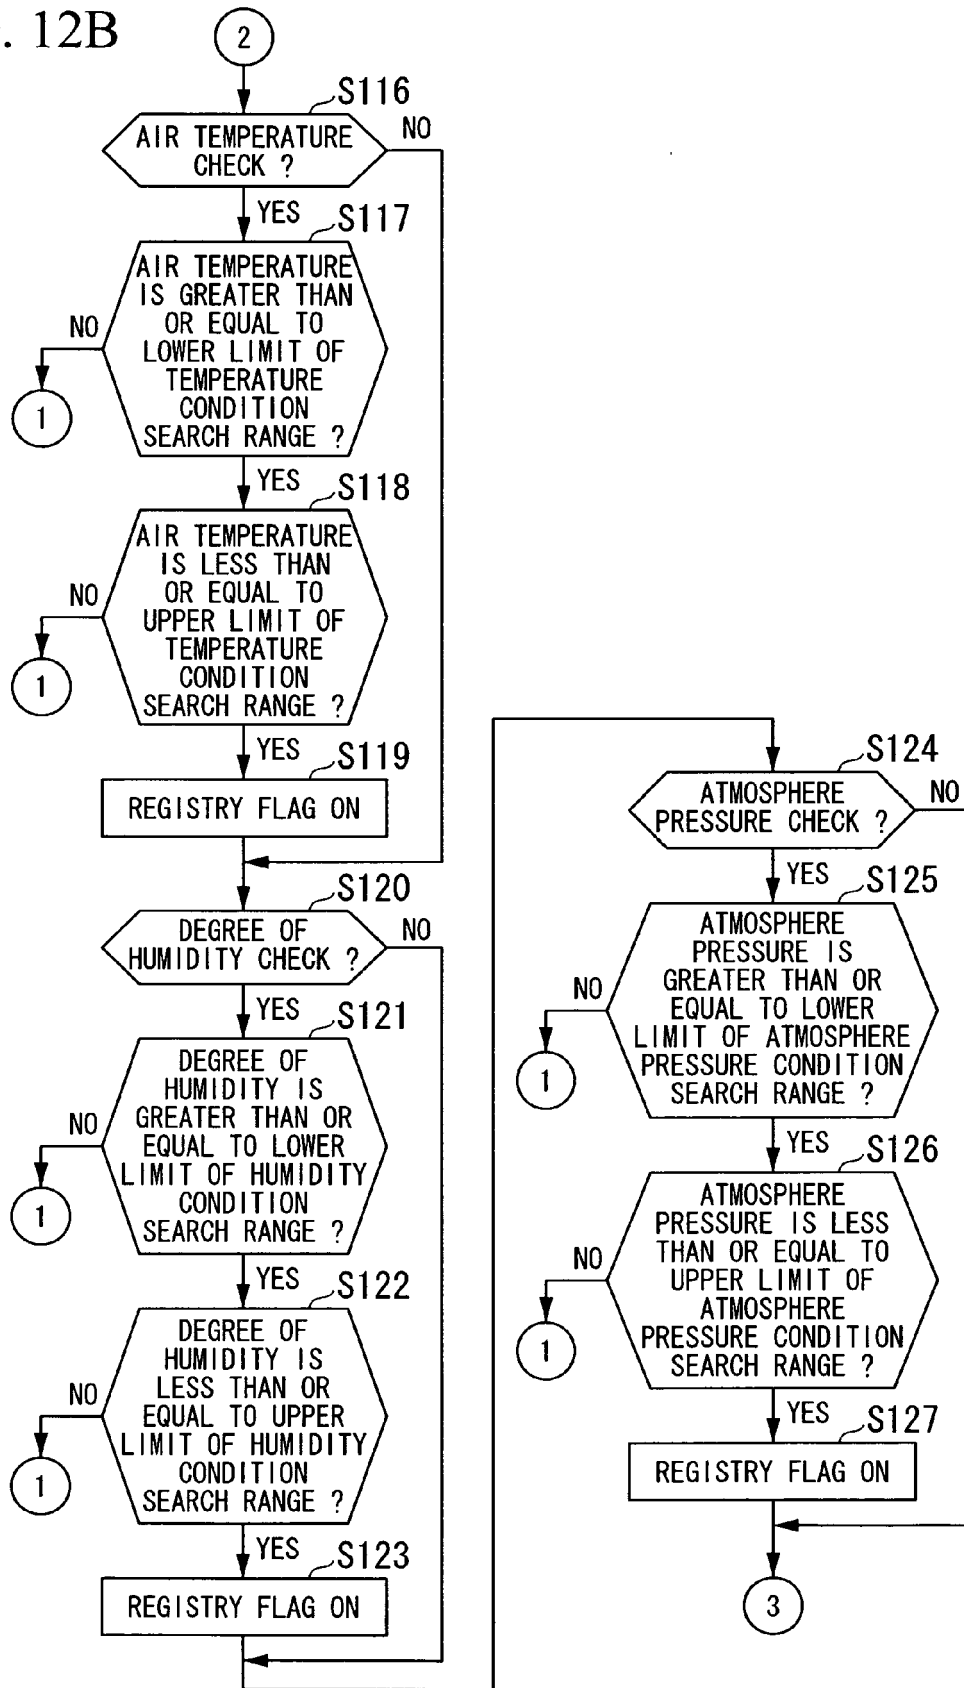 . 12B
2
S116
AIR TEMPERATURE
CHECK ?
NO
YES
S117
AIR TEMPERATURE
IS GREATER THAN
OR EQUAL TO
LOWER LIMIT OF
TEMPERATURE
CONDITION
SEARCH RANGE ?
NO
1
YES
S118
AIR TEMPERATURE
IS LESS THAN
OR EQUAL TO
UPPER LIMIT OF
TEMPERATURE
CONDITION
SEARCH RANGE ?
NO
1
YES
S119
REGISTRY FLAG ON
S120
DEGREE OF
HUMIDITY CHECK ?
NO
YES
S121
DEGREE OF
HUMIDITY IS
GREATER THAN OR
EQUAL TO LOWER
LIMIT OF HUMIDITY
CONDITION
SEARCH RANGE ?
NO
1
YES
S122
DEGREE OF
HUMIDITY IS
LESS THAN OR
EQUAL TO UPPER
LIMIT OF HUMIDITY
CONDITION
SEARCH RANGE ?
NO
1
YES
S123
REGISTRY FLAG ON
S124
ATMOSPHERE
PRESSURE CHECK ?
NO
YES
S125
ATMOSPHERE
PRESSURE IS
GREATER THAN OR
EQUAL TO LOWER
LIMIT OF ATMOSPHERE
PRESSURE CONDITION
SEARCH RANGE ?
NO
1
YES
S126
ATMOSPHERE
PRESSURE IS LESS
THAN OR EQUAL TO
UPPER LIMIT OF
ATMOSPHERE
PRESSURE CONDITION
SEARCH RANGE ?
NO
1
YES
S127
REGISTRY FLAG ON
3